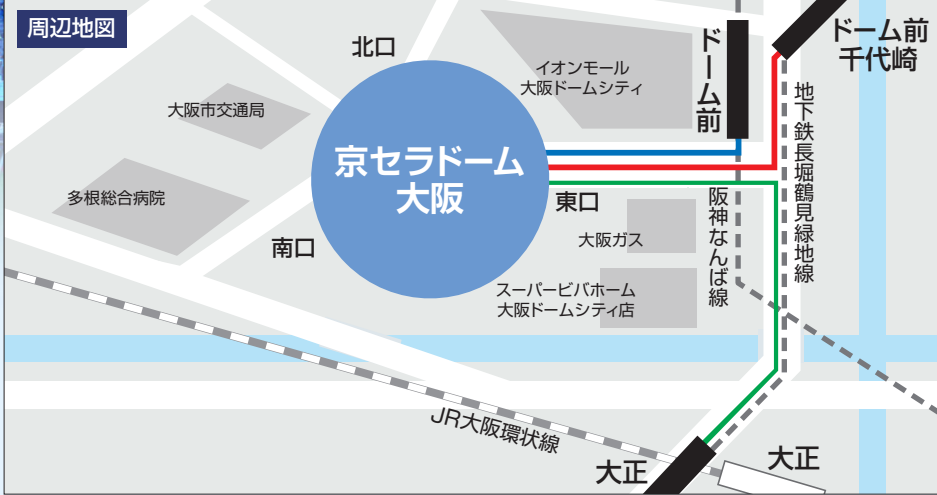 周辺地図
北口
イオンモール
大阪ドームシティ
ドーム前
ドーム前
千代崎
大阪市交通局
京セラドーム
大阪
多根総合病院
東口
南口
大阪ガス
スーパービバホーム
大阪ドームシティ店
阪神なんば線
地下鉄長堀鶴見緑地線
JR大阪環状線
大正
大正